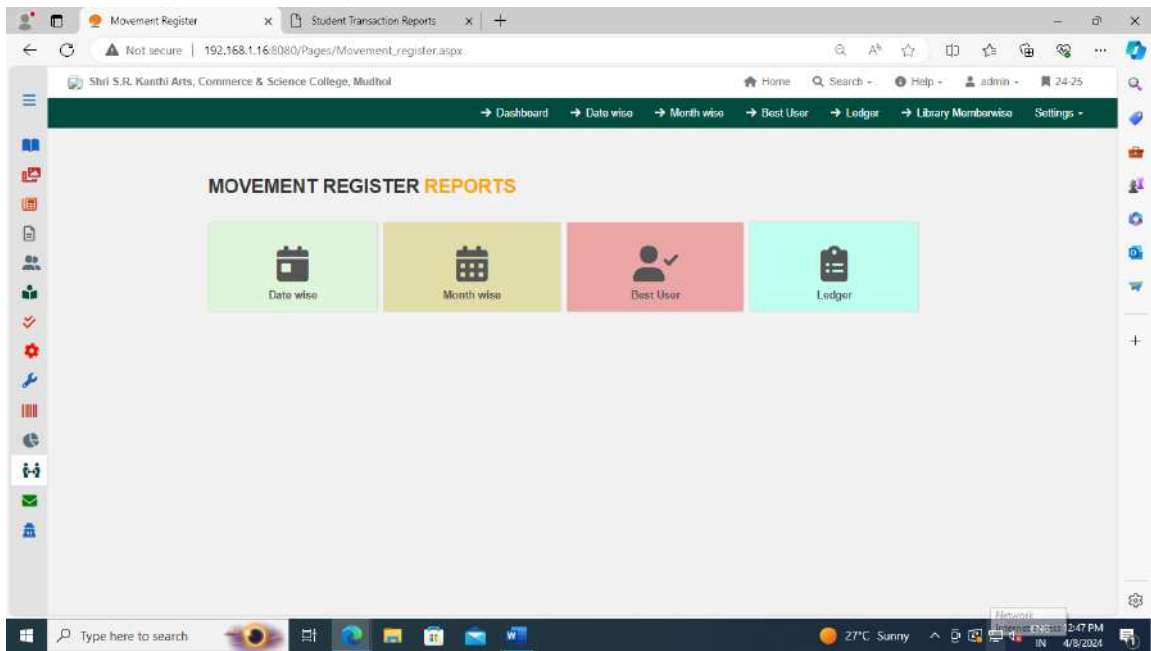 Movement Register
Student Transaction Reports
Not secure | 192.168.1.16:8080/Pages/Movement_register.aspx
Shri S.R. Kanthi Arts, Commerce & Science College, Mudhol
Home Search Help admin 24-25
Dashboard Date wise Month wise Best User Ledger Library Memberwise Settings
MOVEMENT REGISTER REPORTS
Date wise Month wise Best User Ledger
Type here to search
27°C Sunny
Network
ENG
IN
2:47 PM
4/8/2024